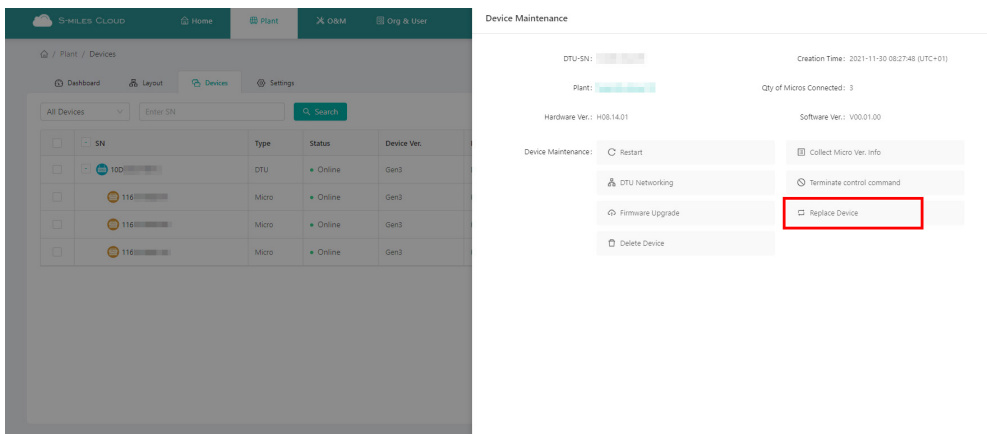 S-MILES CLOUD
Home
Plant
O&M
Org & User
/ Plant / Devices
Dashboard
Layout
Devices
Settings
All Devices
Enter SN
Search
SN
Type
Status
Device Ver.
10D
DTU
Online
Gen3
116
Micro
Online
Gen3
116
Micro
Online
Gen3
116
Micro
Online
Gen3
Device Maintenance
DTU-SN:
Creation Time: 2021-11-30 08:27:48 (UTC+01)
Plant:
Qty of Micros Connected: 3
Hardware Ver.: H08.14.01
Software Ver.: V00.01.00
Device Maintenance:
Restart
Collect Micro Ver. Info
DTU Networking
Terminate control command
Firmware Upgrade
Replace Device
Delete Device